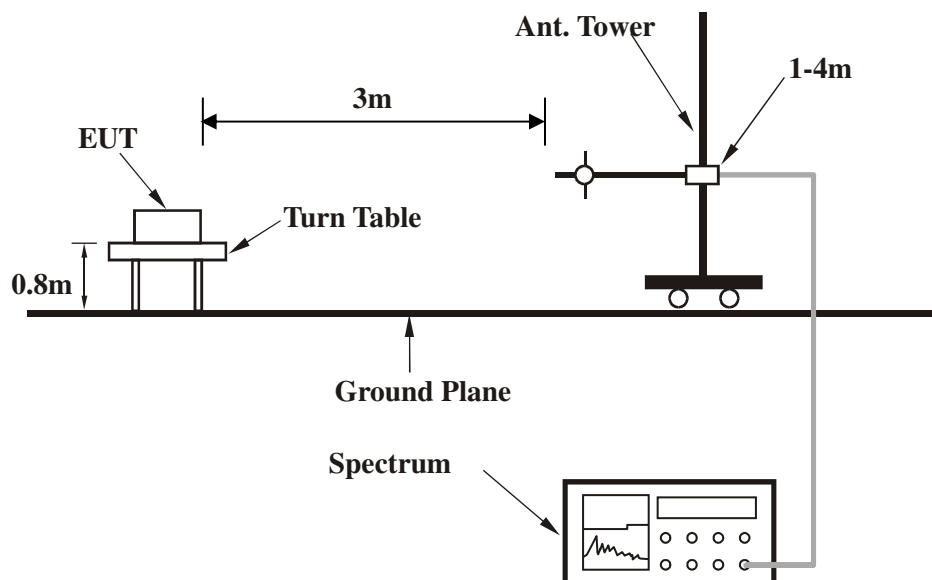 Ant. Tower
1-4m
3m
EUT
Turn Table
0.8m
Ground Plane
Spectrum